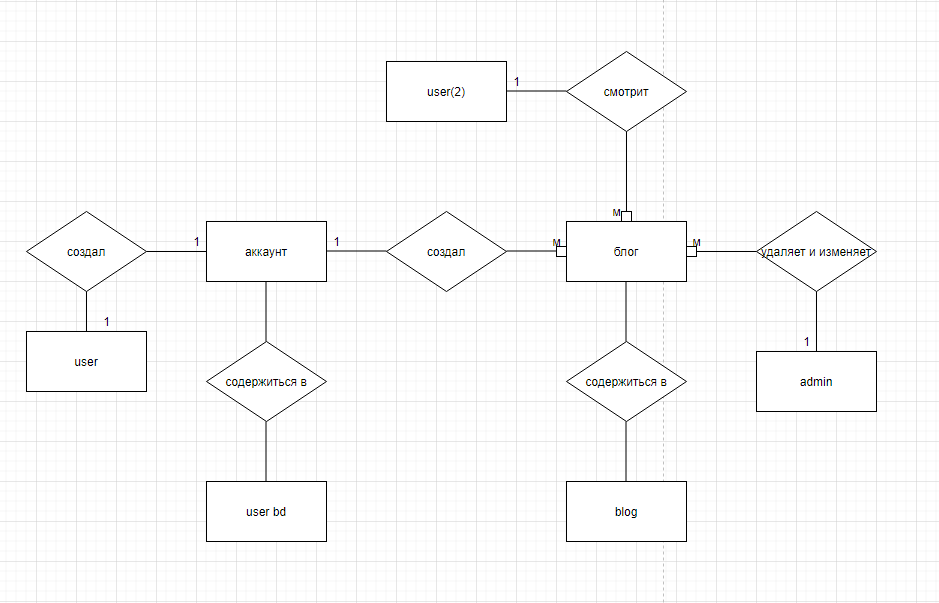 user(2)
1
смотрит
м
создал
1
аккаунт
1
создал
м
блог
м
удаляет и изменяет
1
user
1
admin
содержиться в
содержиться в
user bd
blog